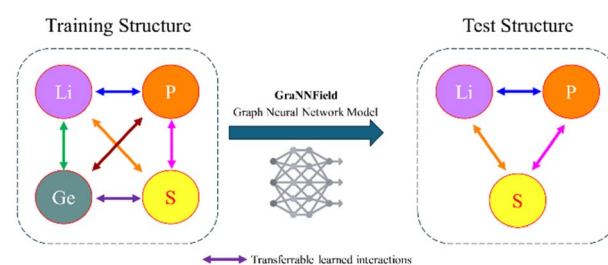 Training Structure
Test Structure
Li
P
Ge
S
GraNNField
Graph Neural Network Model
Li
P
S
Transferrable learned interactions